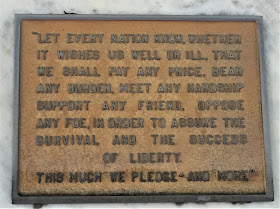 "LET EVERY NATION KNOW, WHETHER
IT WISHES US WELL OR ILL, THAT
WE SHALL PAY ANY PRICE, BEAR
ANY BURDEN, MEET ANY HARDSHIP
SUPPORT ANY FRIEND, OPPOSE
ANY FOE, IN ORDER TO ASSURE THE
SURVIVAL AND THE SUCCESS
OF LIBERTY.
THIS MUCH WE PLEDGE-AND MORE"